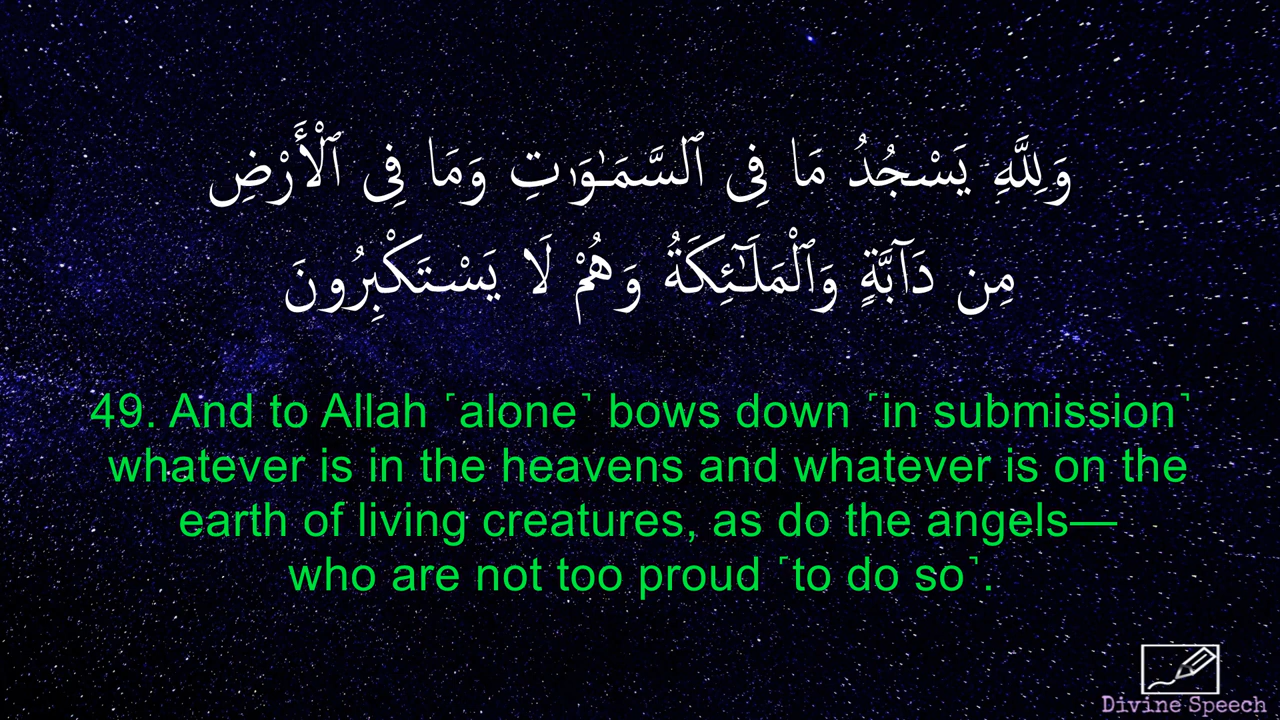 وَلِلَّهِ يَسْجُدُ مَا فِى ٱلسَّمَـٰوَٰتِ وَمَا فِى ٱلْأَرْضِ
مِن دَآبَّةٍ وَٱلْمَلَـٰٓئِكَةُ وَهُمْ لَا يَسْتَكْبِرُونَ
49. And to Allah ˹alone˺ bows down ˹in submission˺
whatever is in the heavens and whatever is on the
earth of living creatures, as do the angels—
who are not too proud ˹to do so˺.
Divine Speech